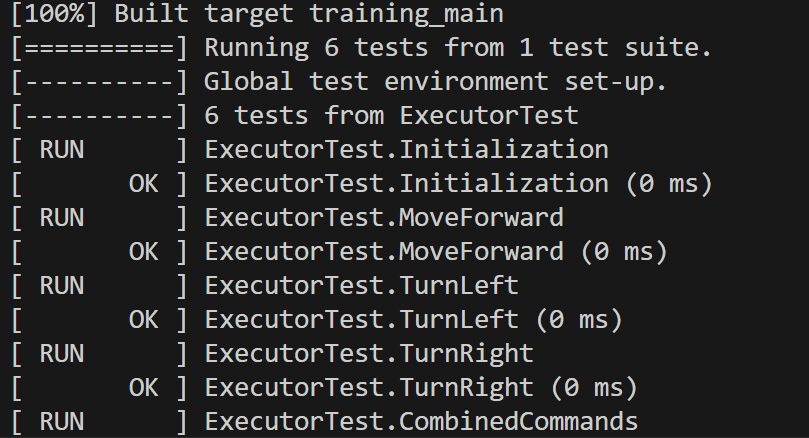 [100%] Built target training_main
[==========] Running 6 tests from 1 test suite.
[----------] Global test environment set-up.
[----------] 6 tests from ExecutorTest
[ RUN      ] ExecutorTest.Initialization
[       OK ] ExecutorTest.Initialization (0 ms)
[ RUN      ] ExecutorTest.MoveForward
[       OK ] ExecutorTest.MoveForward (0 ms)
[ RUN      ] ExecutorTest.TurnLeft
[       OK ] ExecutorTest.TurnLeft (0 ms)
[ RUN      ] ExecutorTest.TurnRight
[       OK ] ExecutorTest.TurnRight (0 ms)
[ RUN      ] ExecutorTest.CombinedCommands